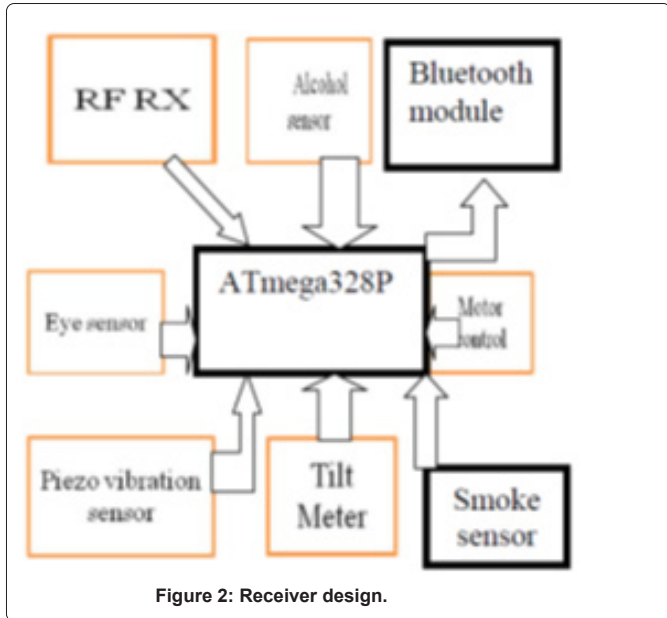 RF RX
Alcohol
sensor
Bluetooth
module
ATmega328P
Eye sensor
Motor
control
Piezo vibration
sensor
Tilt
Meter
Smoke
sensor
Figure 2: Receiver design.